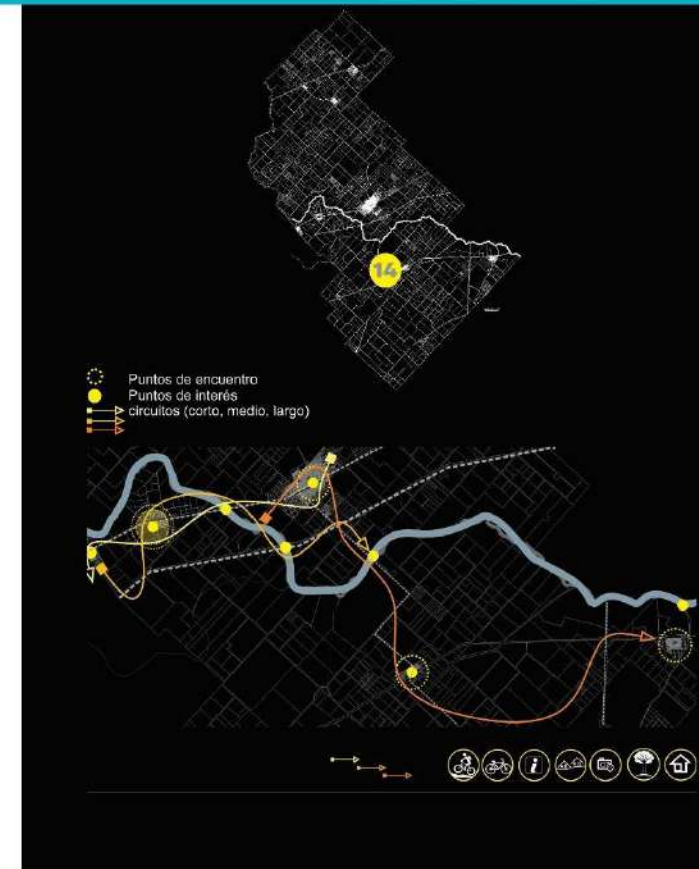 14
Puntos de encuentro
Puntos de interés
circuitos (corto, medio, largo)
i